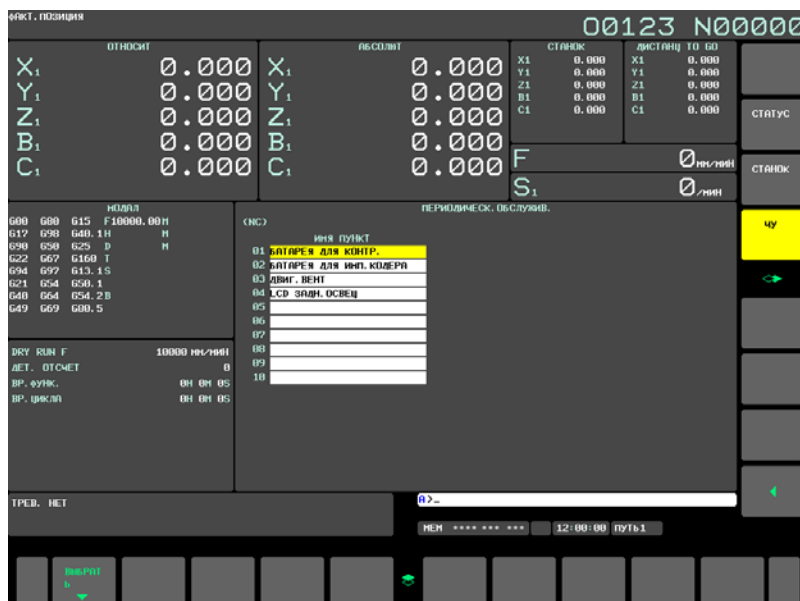 ФАКТ.ПОЗИЦИЯ
O0123 N00000
ОТНОСИТ
X1 0.000
Y1 0.000
Z1 0.000
B1 0.000
C1 0.000
АБСОЛЮТ
X1 0.000
Y1 0.000
Z1 0.000
B1 0.000
C1 0.000
СТАНОК
X1 0.000
Y1 0.000
Z1 0.000
B1 0.000
C1 0.000
ДИСТАНЦ TO GO
X1 0.000
Y1 0.000
Z1 0.000
B1 0.000
C1 0.000
F 0 ММ/МИН
S1 0 /МИН
СТАТУС
СТАНОК
ЧУ
МОДАЛ
G00 G80 G15 F10000.00M
G17 G98 G40.1H M
G90 G50 G25 D M
G22 G67 G160 T
G94 G97 G13.1S
G21 G54 G50.1
G40 G64 G54.2B
G49 G69 G80.5
DRY RUN F 10000 ММ/МИН
ДЕТ. ОТСЧЕТ 0
ВР.ФУНК. 0H 0M 0S
ВР.ЦИКЛА 0H 0M 0S
ПЕРИОДИЧЕСК.ОБСЛУЖИВ.
(NC)
ИМЯ ПУНКТ
01 БАТАРЕЯ ДЛЯ КОНТР.
02 БАТАРЕЯ ДЛЯ ИМП.КОДЕРА
03 ДВИГ.ВЕНТ
04 LCD ЗАДН.ОСВЕЩ
05
06
07
08
09
10
ТРЕВ. НЕТ
A>_
MEM **** *** ***
12:00:00
ПУТЬ1
ВЫБРАТ
Ь